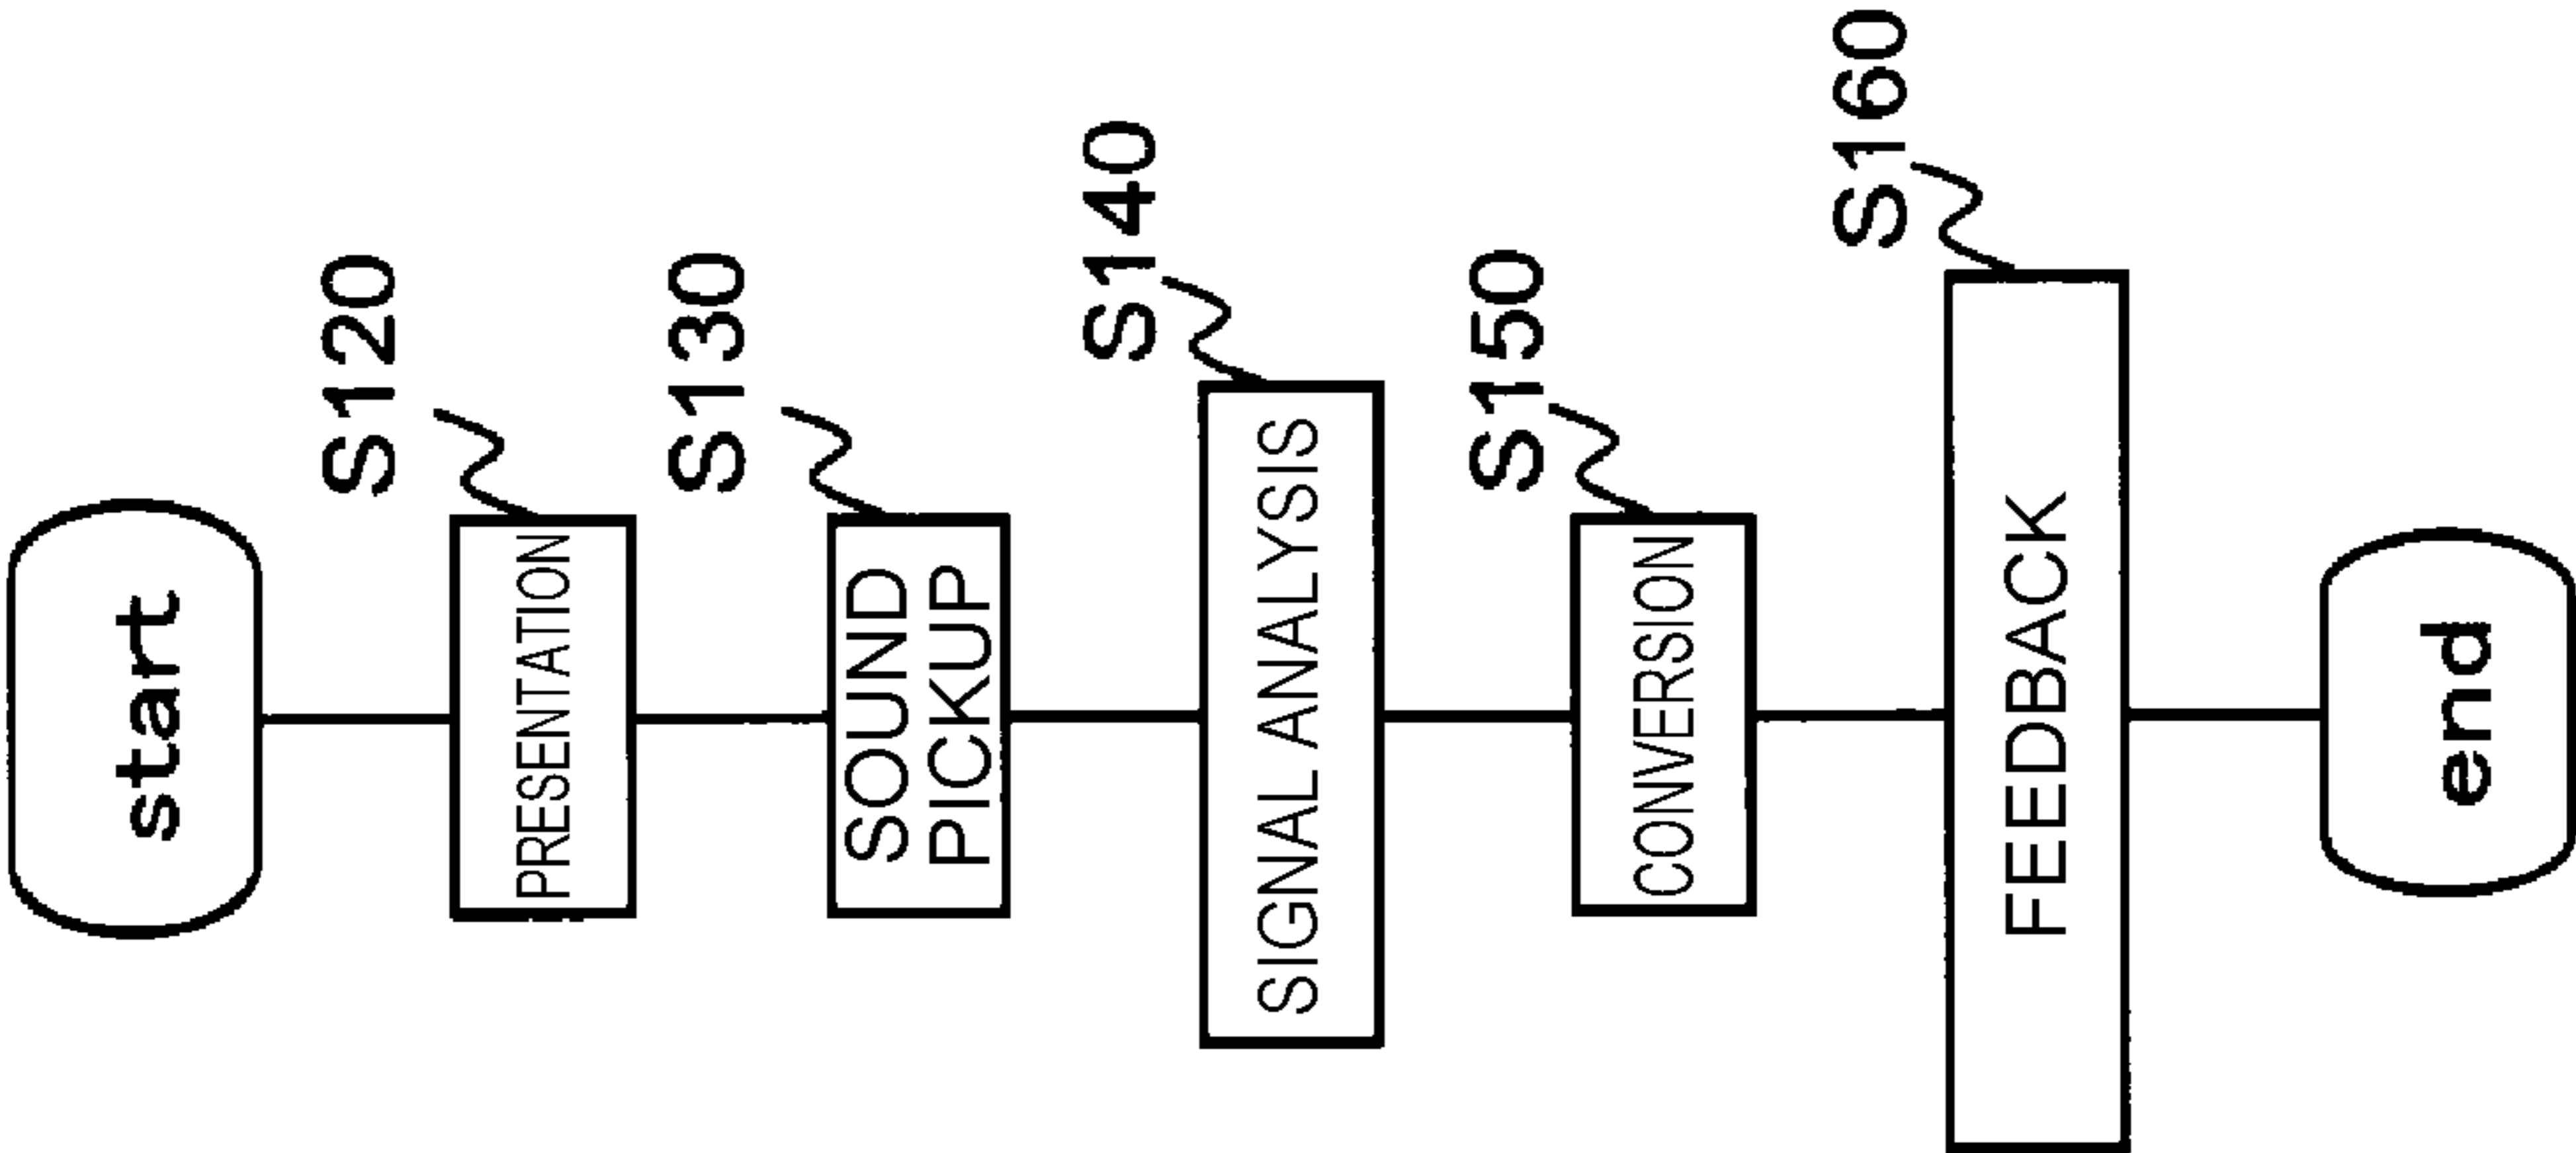 start
S120
PRESENTATION
S130
SOUND
PICKUP
S140
SIGNAL ANALYSIS
S150
CONVERSION
S160
FEEDBACK
end